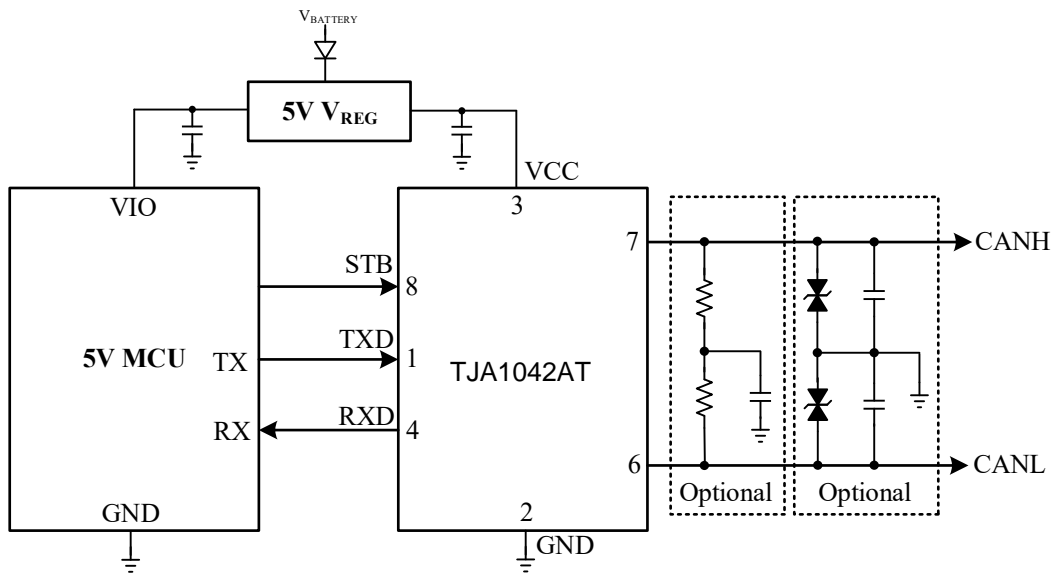 VBATTERY
5V VREG
VCC
VIO
3
7
CANH
STB
8
TXD
5V MCU
TX
1
TJA1042AT
RXD
RX
4
6
CANL
Optional
Optional
GND
2
GND